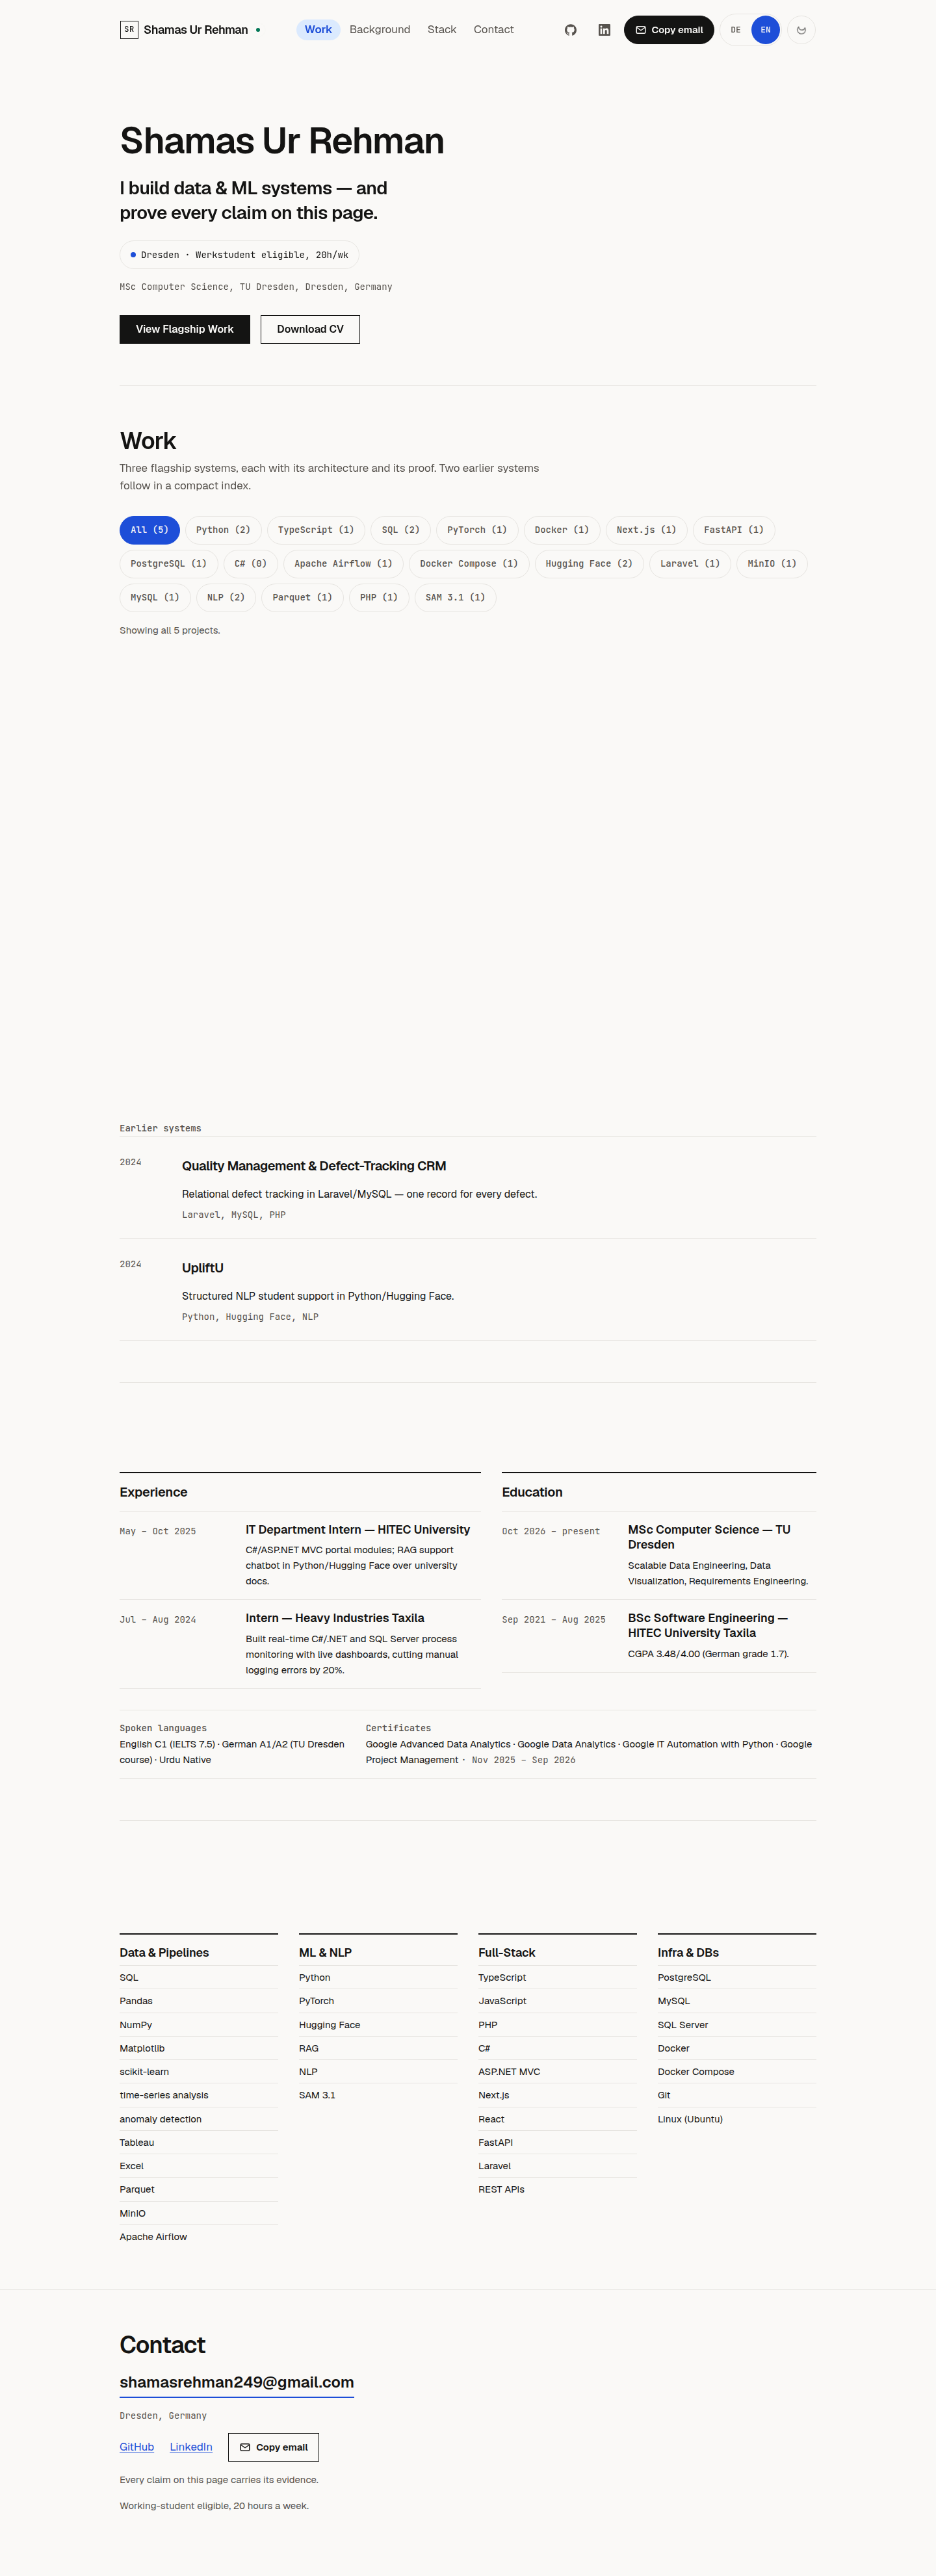 SR Shamas Ur Rehman Work Background Stack Contact Copy email DE EN
Shamas Ur Rehman
I build data & ML systems — and
prove every claim on this page.
Dresden · Werkstudent eligible, 20h/wk
MSc Computer Science, TU Dresden, Dresden, Germany
View Flagship Work Download CV
Work
Three flagship systems, each with its architecture and its proof. Two earlier systems
follow in a compact index.
All (5) Python (2) TypeScript (1) SQL (2) PyTorch (1) Docker (1) Next.js (1) FastAPI (1)
PostgreSQL (1) C# (0) Apache Airflow (1) Docker Compose (1) Hugging Face (2) Laravel (1) MinIO (1)
MySQL (1) NLP (2) Parquet (1) PHP (1) SAM 3.1 (1)
Showing all 5 projects.
Earlier systems
2024 Quality Management & Defect-Tracking CRM
Relational defect tracking in Laravel/MySQL — one record for every defect.
Laravel, MySQL, PHP
2024 UpliftU
Structured NLP student support in Python/Hugging Face.
Python, Hugging Face, NLP
Experience
May – Oct 2025 IT Department Intern — HITEC University
C#/ASP.NET MVC portal modules; RAG support
chatbot in Python/Hugging Face over university
docs.
Jul – Aug 2024 Intern — Heavy Industries Taxila
Built real-time C#/.NET and SQL Server process
monitoring with live dashboards, cutting manual
logging errors by 20%.
Education
Oct 2026 – present MSc Computer Science — TU
Dresden
Scalable Data Engineering, Data
Visualization, Requirements Engineering.
Sep 2021 – Aug 2025 BSc Software Engineering —
HITEC University Taxila
CGPA 3.48/4.00 (German grade 1.7).
Spoken languages
English C1 (IELTS 7.5) · German A1/A2 (TU Dresden
course) · Urdu Native
Certificates
Google Advanced Data Analytics · Google Data Analytics · Google IT Automation with Python · Google
Project Management · Nov 2025 – Sep 2026
Data & Pipelines
SQL
Pandas
NumPy
Matplotlib
scikit-learn
time-series analysis
anomaly detection
Tableau
Excel
Parquet
MinIO
Apache Airflow
ML & NLP
Python
PyTorch
Hugging Face
RAG
NLP
SAM 3.1
Full-Stack
TypeScript
JavaScript
PHP
C#
ASP.NET MVC
Next.js
React
FastAPI
Laravel
REST APIs
Infra & DBs
PostgreSQL
MySQL
SQL Server
Docker
Docker Compose
Git
Linux (Ubuntu)
Contact
shamasrehman249@gmail.com
Dresden, Germany
GitHub LinkedIn Copy email
Every claim on this page carries its evidence.
Working-student eligible, 20 hours a week.